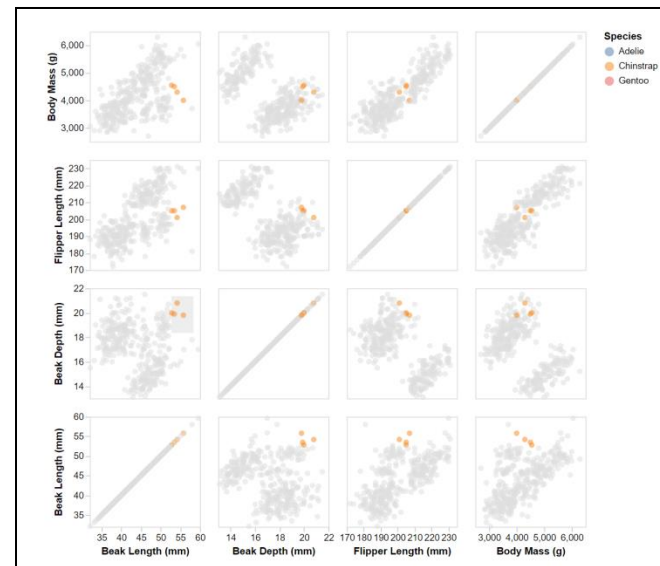 Species
Adelie
Chinstrap
Gentoo
Body Mass (g)
6,000
5,000
4,000
3,000
Flipper Length (mm)
230
220
210
200
190
180
170
Beak Depth (mm)
22
20
18
16
14
Beak Length (mm)
60
55
50
45
40
35
35 40 45 50 55 60
14 16 18 20 22
170 180 190 200 210 220 230
3,000 4,000 5,000 6,000
Beak Length (mm) Beak Depth (mm) Flipper Length (mm) Body Mass (g)